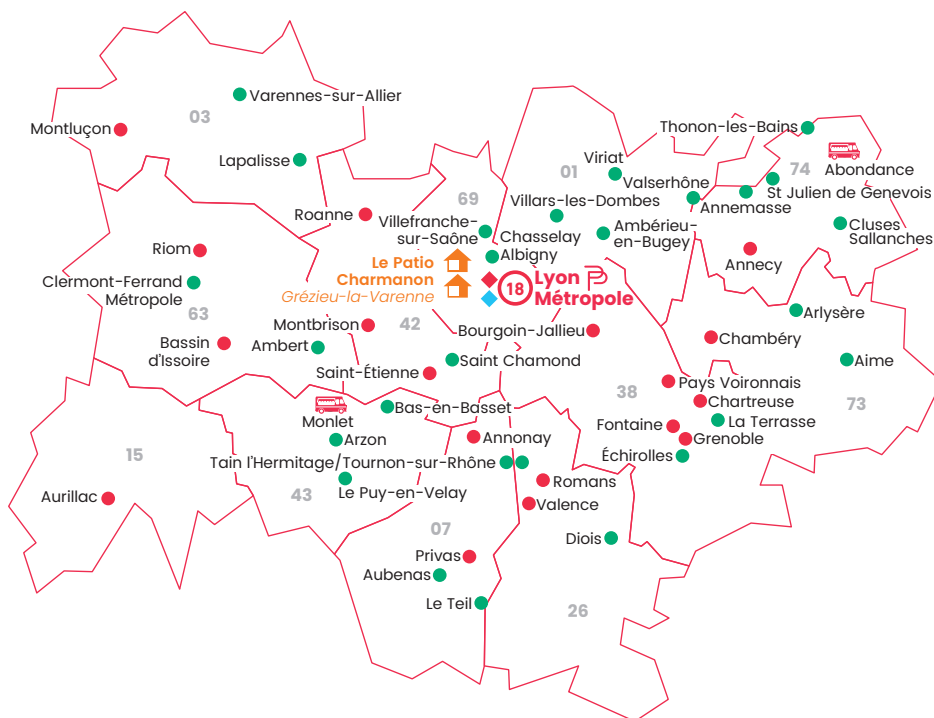 Varennes-sur-Allier
03
Montluçon
Lapalisse
Thonon-les-Bains
Abondance
74
Viriat
01
Valserhône
St Julien de Genevois
Annemasse
69
Roanne
Villars-les-Dombes
Villefranche-
sur-Saône
Chasselay
Albigny
Ambérieu-
en-Bugey
Cluses
Sallanches
Annecy
Riom
Clermont-Ferrand
Métropole
63
Le Patio
Charmanon
Grézieu-la-Varenne
18
Lyon
Métropole
Arlysère
Montbrison
42
Bourgoin-Jallieu
Chambéry
Bassin
d'Issoire
Ambert
Saint-Étienne
Saint Chamond
Aime
38
Pays Voironnais
Chartreuse
73
Monlet
Bas-en-Basset
La Terrasse
Fontaine
Grenoble
Annonay
Arzon
Échirolles
15
Tain l'Hermitage/Tournon-sur-Rhône
Le Puy-en-Velay
43
Romans
Valence
Aurillac
07
Diois
Privas
Aubenas
Le Teil
26